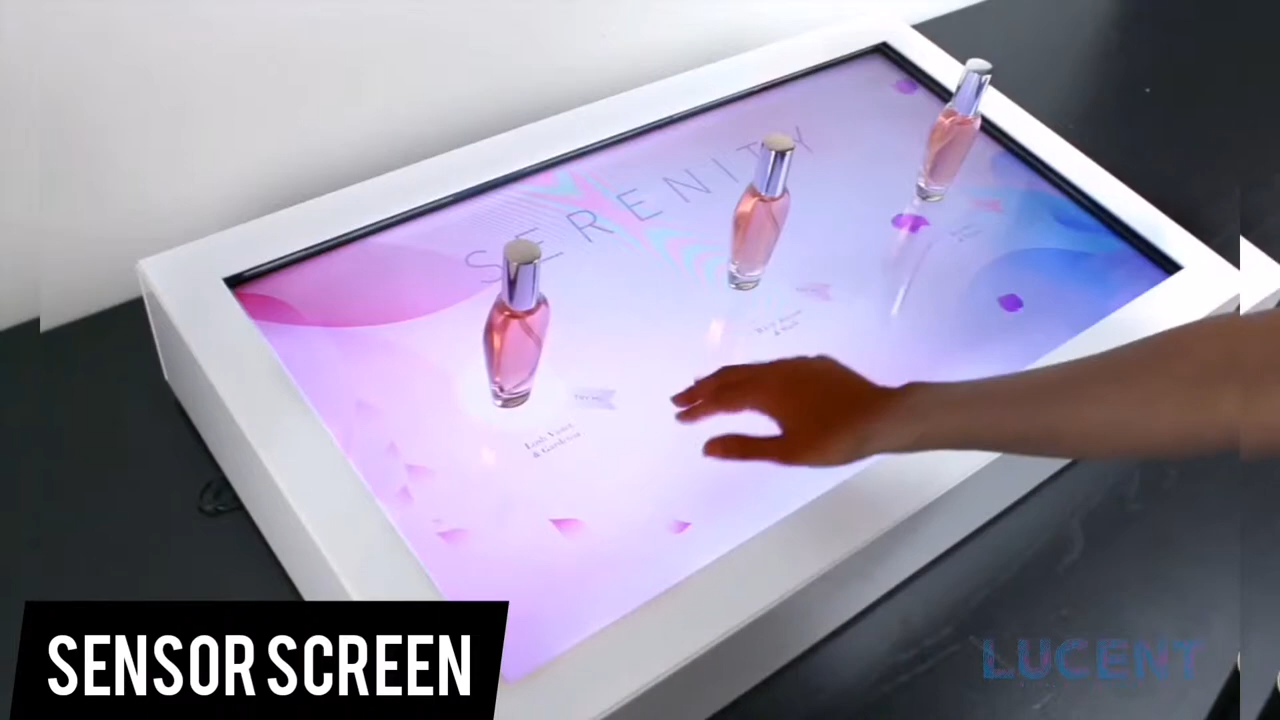 SERENITY
Lush Violet
& Gardenia
SENSOR SCREEN
LUCENT